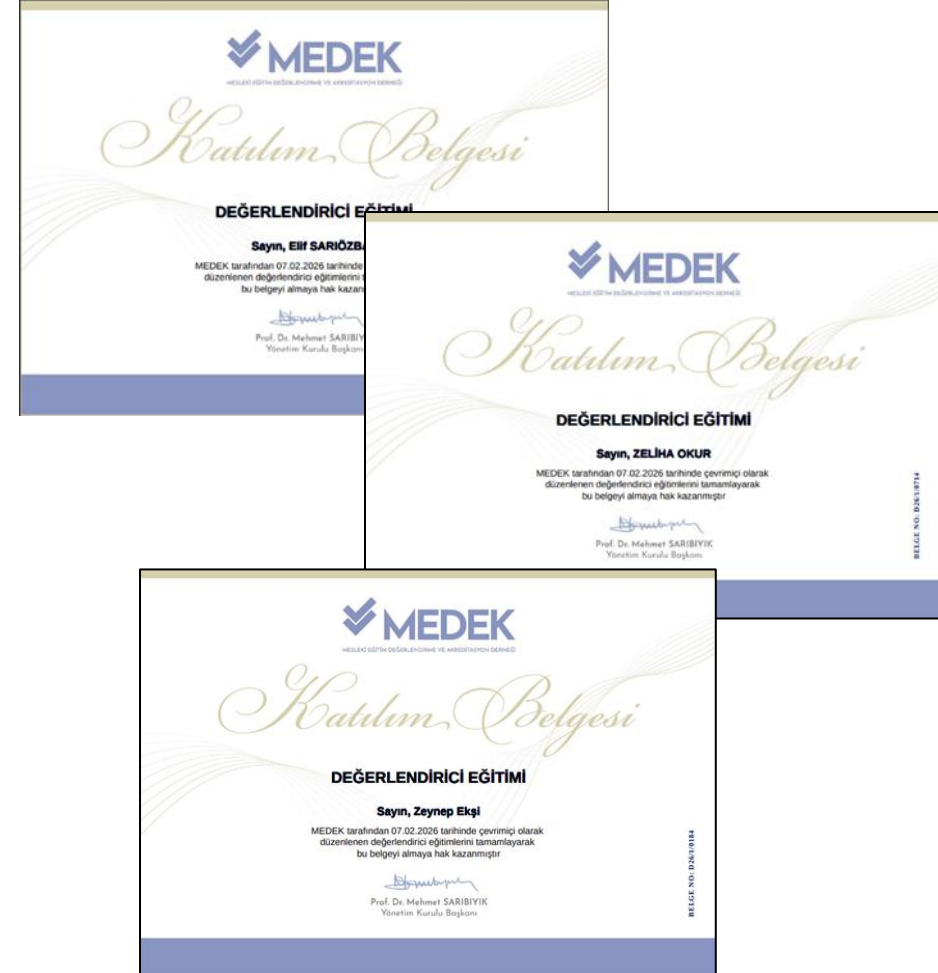 MEDEK
MESLEKİ EĞİTİM DEĞERLENDİRME VE AKREDİTASYON DERNEĞİ
Katılım Belgesi
DEĞERLENDİRİCİ EĞİTİMİ
Sayın, Elif SARIÖZB
MEDEK tarafından 07.02.2026 tarihinde
düzenlenen değerlendirici eğitimlerini
bu belgeyi almaya hak kazan
Prof. Dr. Mehmet SARIBIY
Yönetim Kurulu Başkanı
MEDEK
MESLEKİ EĞİTİM DEĞERLENDİRME VE AKREDİTASYON DERNEĞİ
Katılım Belgesi
DEĞERLENDİRİCİ EĞİTİMİ
Sayın, ZELİHA OKUR
MEDEK tarafından 07.02.2026 tarihinde çevrimiçi olarak
düzenlenen değerlendirici eğitimlerini tamamlayarak
bu belgeyi almaya hak kazanmıştır
Prof. Dr. Mehmet SARIBIYIK
Yönetim Kurulu Başkanı
BELGE NO: D26/1/0714
MEDEK
MESLEKİ EĞİTİM DEĞERLENDİRME VE AKREDİTASYON DERNEĞİ
Katılım Belgesi
DEĞERLENDİRİCİ EĞİTİMİ
Sayın, Zeynep Ekşi
MEDEK tarafından 07.02.2026 tarihinde çevrimiçi olarak
düzenlenen değerlendirici eğitimlerini tamamlayarak
bu belgeyi almaya hak kazanmıştır
Prof. Dr. Mehmet SARIBIYIK
Yönetim Kurulu Başkanı
BELGE NO: D26/1/0184